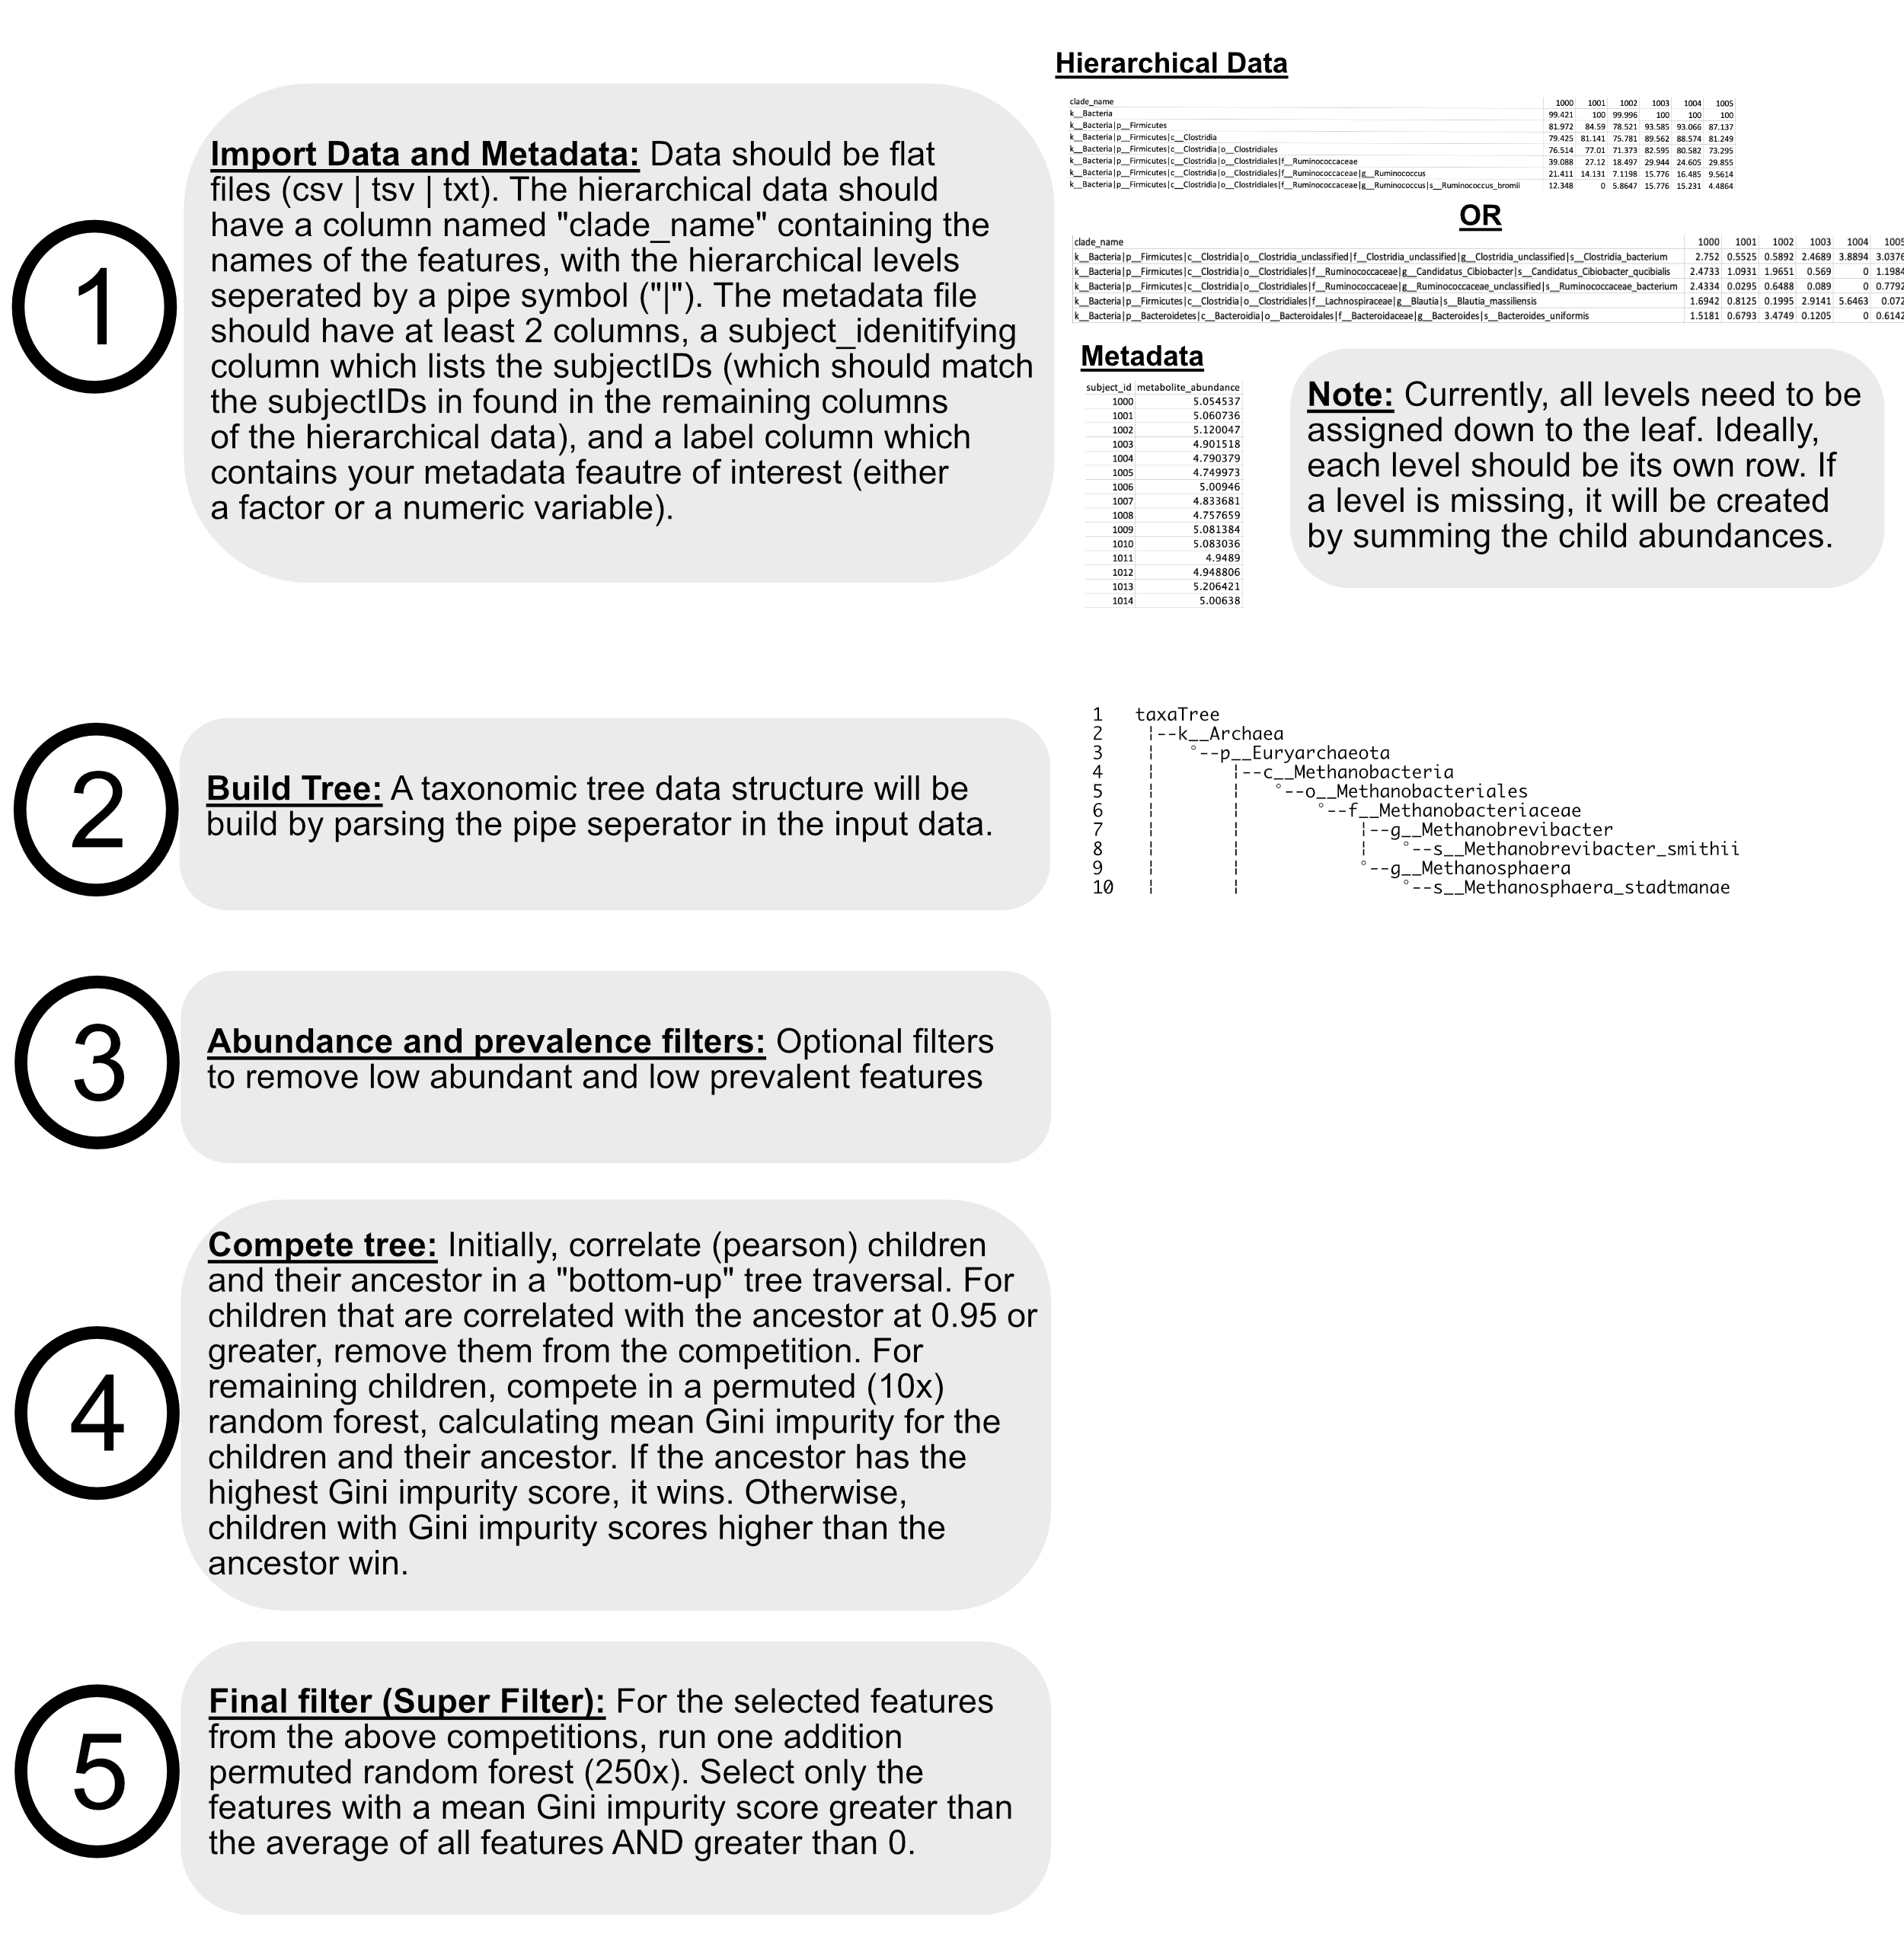 Hierarchical Data
clade_name 1000 1001 1002 1003 1004 1005
k__Bacteria 99.421 100 99.996 100 100 100
k__Bacteria|p__Firmicutes 81.972 84.59 78.521 93.585 93.066 87.137
k__Bacteria|p__Firmicutes|c__Clostridia 79.425 81.141 75.781 89.562 88.574 81.249
k__Bacteria|p__Firmicutes|c__Clostridia|o__Clostridiales 76.514 77.01 71.373 82.595 80.582 73.295
k__Bacteria|p__Firmicutes|c__Clostridia|o__Clostridiales|f__Ruminococcaceae 39.088 27.12 18.497 29.944 24.605 29.855
k__Bacteria|p__Firmicutes|c__Clostridia|o__Clostridiales|f__Ruminococcaceae|g__Ruminococcus 21.411 14.131 7.1198 15.776 16.485 9.5614
k__Bacteria|p__Firmicutes|c__Clostridia|o__Clostridiales|f__Ruminococcaceae|g__Ruminococcus|s__Ruminococcus_bromii 12.348 0 5.8647 15.776 15.231 4.4864
OR
clade_name 1000 1001 1002 1003 1004 1005
k__Bacteria|p__Firmicutes|c__Clostridia|o__Clostridia_unclassified|f__Clostridia_unclassified|g__Clostridia_unclassified|s__Clostridia_bacterium 2.752 0.5525 0.5892 2.4689 3.8894 3.0376
k__Bacteria|p__Firmicutes|c__Clostridia|o__Clostridiales|f__Ruminococcaceae|g__Candidatus_Cibiobacter|s__Candidatus_Cibiobacter_qucibialis 2.4733 1.0931 1.9651 0.569 0 1.1984
k__Bacteria|p__Firmicutes|c__Clostridia|o__Clostridiales|f__Ruminococcaceae|g__Ruminococcaceae_unclassified|s__Ruminococcaceae_bacterium 2.4334 0.0295 0.6488 0.089 0 0.7792
k__Bacteria|p__Firmicutes|c__Clostridia|o__Clostridiales|f__Lachnospiraceae|g__Blautia|s__Blautia_massiliensis 1.6942 0.8125 0.1995 2.9141 5.6463 0.072
k__Bacteria|p__Bacteroidetes|c__Bacteroidia|o__Bacteroidales|f__Bacteroidaceae|g__Bacteroides|s__Bacteroides_uniformis 1.5181 0.6793 3.4749 0.1205 0 0.6142
1
Import Data and Metadata: Data should be flat
files (csv | tsv | txt). The hierarchical data should
have a column named "clade_name" containing the
names of the features, with the hierarchical levels
seperated by a pipe symbol ("|"). The metadata file
should have at least 2 columns, a subject_idenitifying
column which lists the subjectIDs (which should match
the subjectIDs in found in the remaining columns
of the hierarchical data), and a label column which
contains your metadata feautre of interest (either
a factor or a numeric variable).
Metadata
subject_id metabolite_abundance
1000 5.054537
1001 5.060736
1002 5.120047
1003 4.901518
1004 4.790379
1005 4.749973
1006 5.00946
1007 4.833681
1008 4.757659
1009 5.081384
1010 5.083036
1011 4.9489
1012 4.948806
1013 5.206421
1014 5.00638
Note: Currently, all levels need to be
assigned down to the leaf. Ideally,
each level should be its own row. If
a level is missing, it will be created
by summing the child abundances.
2
Build Tree: A taxonomic tree data structure will be
build by parsing the pipe seperator in the input data.
1 taxaTree
2 ¦--k__Archaea
3 ¦ °--p__Euryarchaeota
4 ¦ ¦--c__Methanobacteria
5 ¦ ¦ °--o__Methanobacteriales
6 ¦ ¦ °--f__Methanobacteriaceae
7 ¦ ¦ ¦--g__Methanobrevibacter
8 ¦ ¦ ¦ °--s__Methanobrevibacter_smithii
9 ¦ ¦ °--g__Methanosphaera
10 ¦ ¦ °--s__Methanosphaera_stadtmanae
3
Abundance and prevalence filters: Optional filters
to remove low abundant and low prevalent features
4
Compete tree: Initially, correlate (pearson) children
and their ancestor in a "bottom-up" tree traversal. For
children that are correlated with the ancestor at 0.95 or
greater, remove them from the competition. For
remaining children, compete in a permuted (10x)
random forest, calculating mean Gini impurity for the
children and their ancestor. If the ancestor has the
highest Gini impurity score, it wins. Otherwise,
children with Gini impurity scores higher than the
ancestor win.
5
Final filter (Super Filter): For the selected features
from the above competitions, run one addition
permuted random forest (250x). Select only the
features with a mean Gini impurity score greater than
the average of all features AND greater than 0.